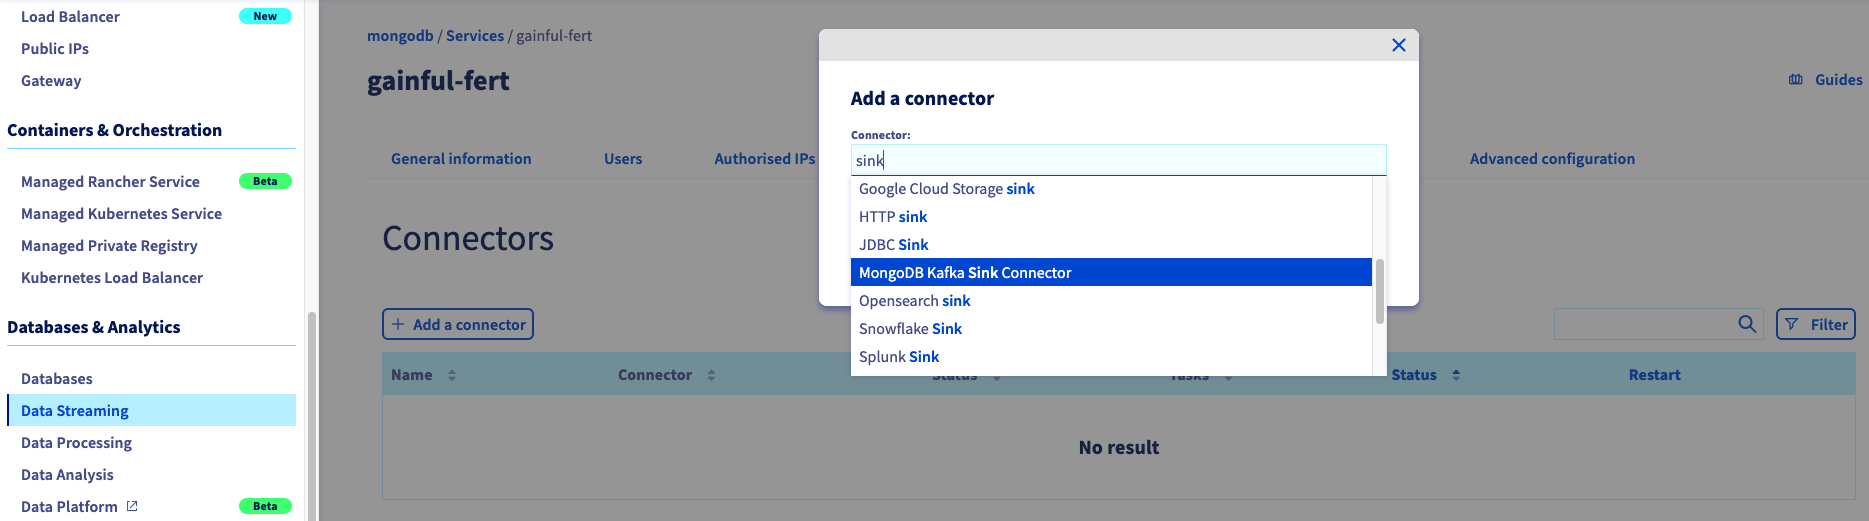 Load Balancer New
Public IPs
Gateway
Containers & Orchestration
Managed Rancher Service Beta
Managed Kubernetes Service
Managed Private Registry
Kubernetes Load Balancer
Databases & Analytics
Databases
Data Streaming
Data Processing
Data Analysis
Data Platform Beta
mongodb / Services / gainful-fert
gainful-fert
Guides
General information Users Authorised IPs Advanced configuration
Connectors
+ Add a connector
Filter
Name Connector Status Tasks Status Restart
No result
Add a connector
Connector:
sink
Google Cloud Storage sink
HTTP sink
JDBC Sink
MongoDB Kafka Sink Connector
Opensearch sink
Snowflake Sink
Splunk Sink